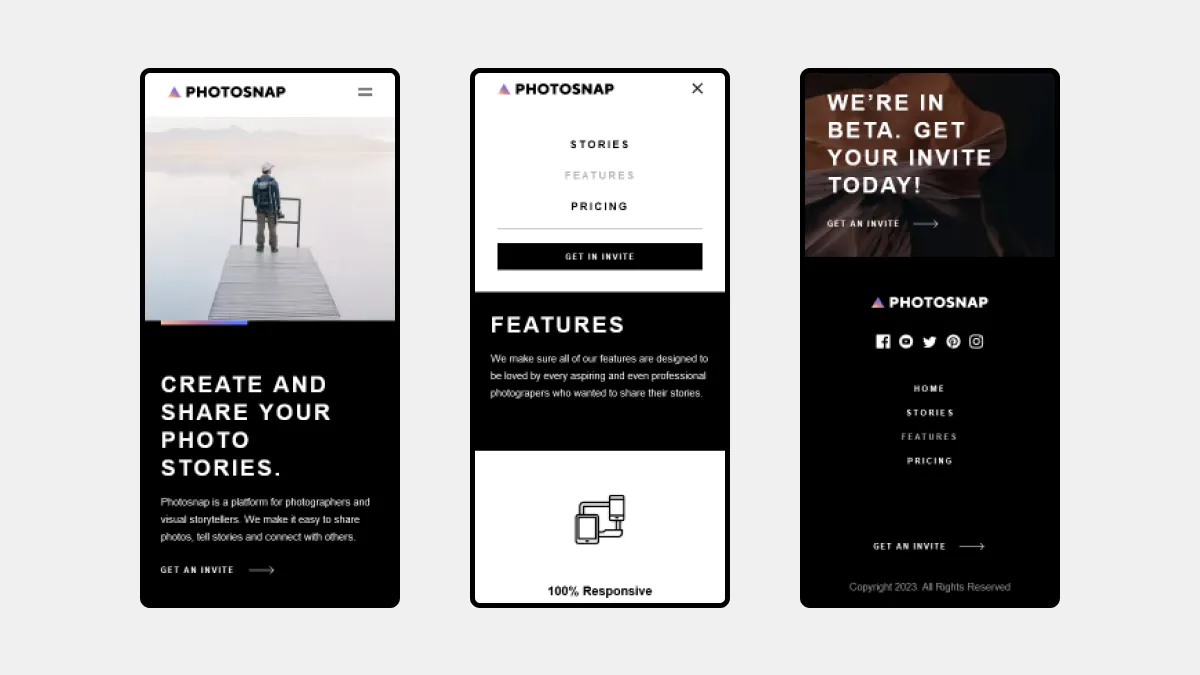 PHOTOSNAP
CREATE AND
SHARE YOUR
PHOTO
STORIES.
Photosnap is a platform for photographers and
visual storytellers. We make it easy to share
photos, tell stories and connect with others.
GET AN INVITE
PHOTOSNAP
STORIES
FEATURES
PRICING
GET IN INVITE
FEATURES
We make sure all of our features are designed to
be loved by every aspiring and even professional
photograpers who wanted to share their stories.
100% Responsive
WE’RE IN
BETA. GET
YOUR INVITE
TODAY!
GET AN INVITE
PHOTOSNAP
HOME
STORIES
FEATURES
PRICING
GET AN INVITE
Copyright 2023. All Rights Reserved